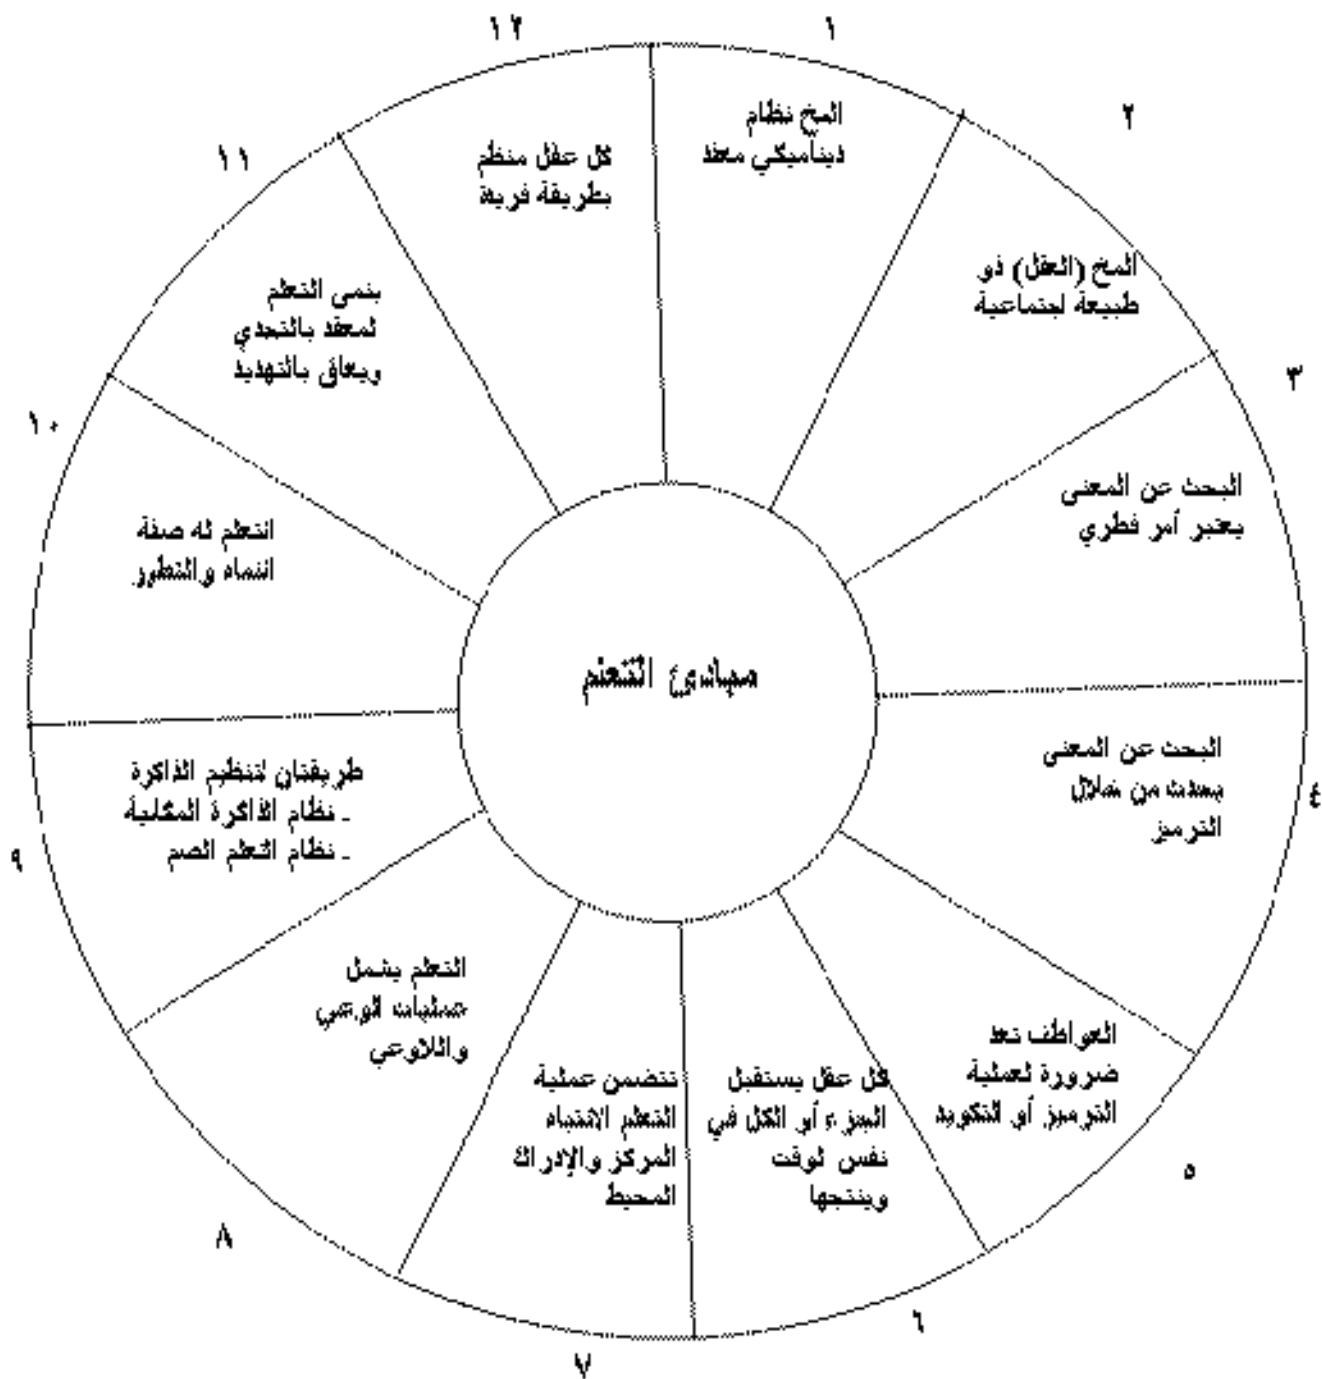 ١
المخ نظام
ديناميكي معقد
٢
المخ (العقل) ذو
طبيعة اجتماعية
٣
البحث عن المعنى
يعتبر أمر فطري
٤
البحث عن المعنى
يحدث من خلال
الترميز
٥
العواطف تعد
ضرورة لعملية
الترميز أو التكويد
٦
كل عقل يستقبل
الجزء أو الكل في
نفس لوقت
وينتجها
٧
تتضمن عملية
التعلم الانتباه
المركز والإدراك
المحيط
٨
التعلم يشمل
عمليات الوعي
واللاوعي
٩
طريقتان لتنظيم الذاكرة
- نظام الذاكرة المكانية
- نظام التعلم الصم
١٠
التعلم له صفة
النماء والتطور
١١
ينمى التعلم
لمعقد بالتحدي
ويعاق بالتهديد
١٢
كل عقل منظم
بطريقة فريدة
مبادئ التعلم